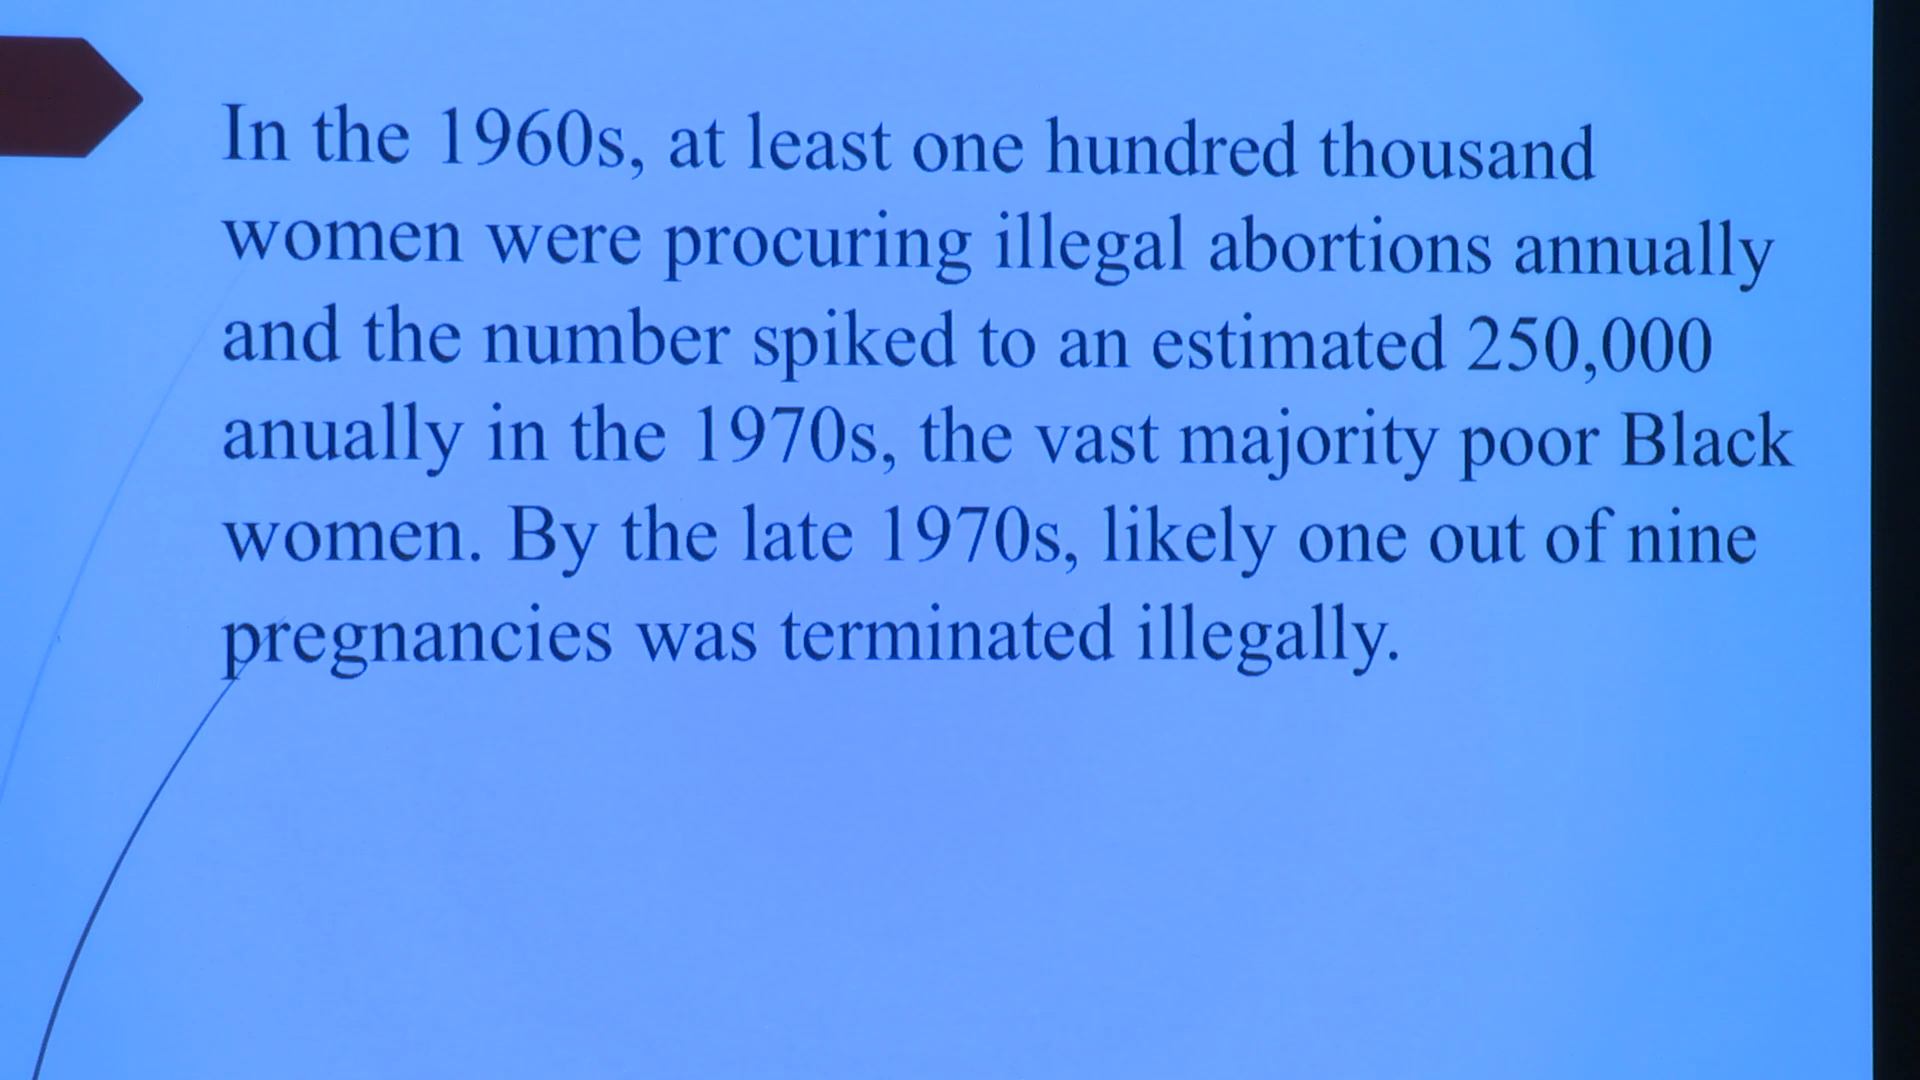 In the 1960s, at least one hundred thousand
women were procuring illegal abortions annually
and the number spiked to an estimated 250,000
anually in the 1970s, the vast majority poor Black
women. By the late 1970s, likely one out of nine
pregnancies was terminated illegally.